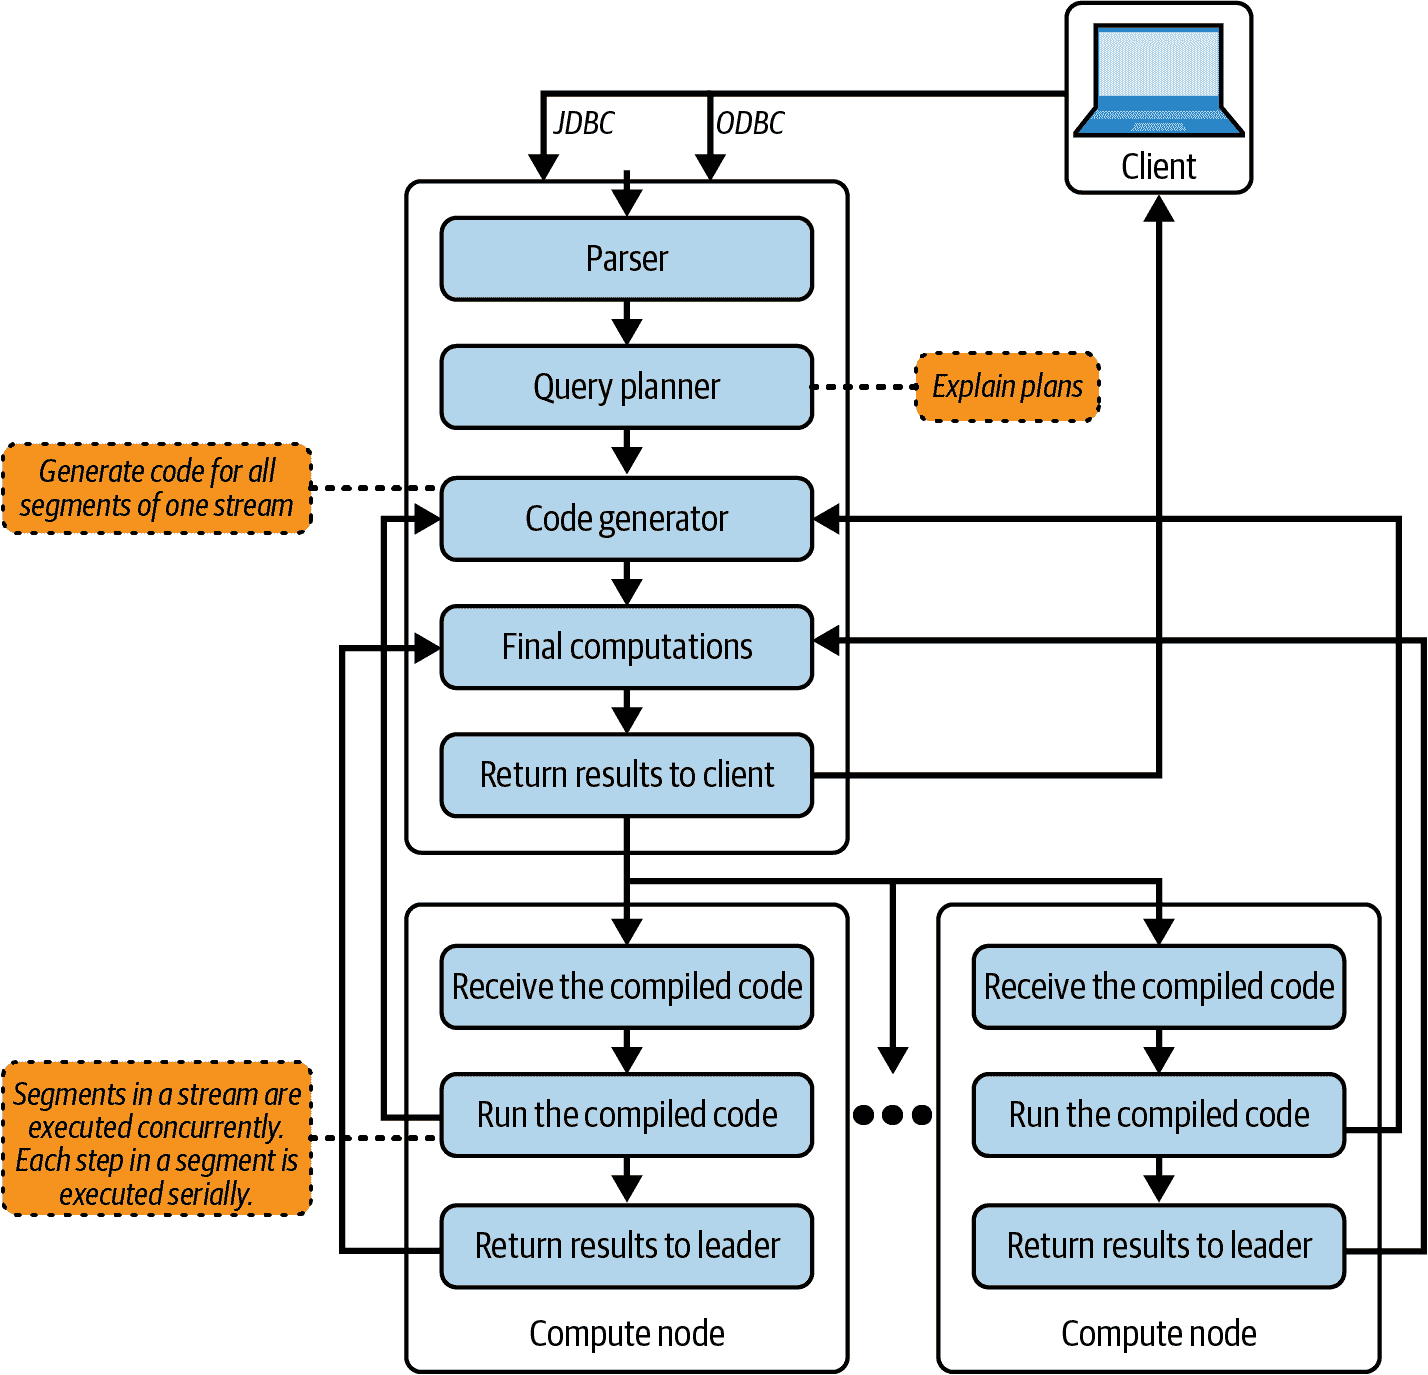 JDBC
ODBC
Client
Parser
Query planner
Explain plans
Generate code for all
segments of one stream
Code generator
Final computations
Return results to client
Receive the compiled code
Receive the compiled code
Segments in a stream are
executed concurrently.
Each step in a segment is
executed serially.
Run the compiled code
Run the compiled code
Return results to leader
Return results to leader
Compute node
Compute node